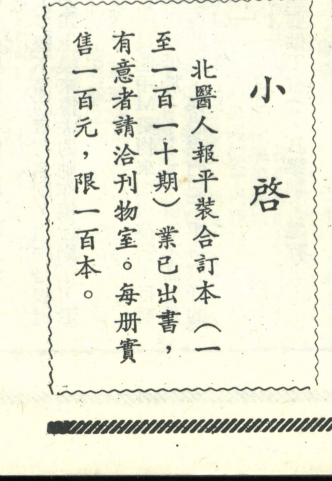 小啓
北醫人報平裝合訂本（一
至一百一十期）業已出書，
有意者請洽刊物室。每册實
售一百元，限一百本。